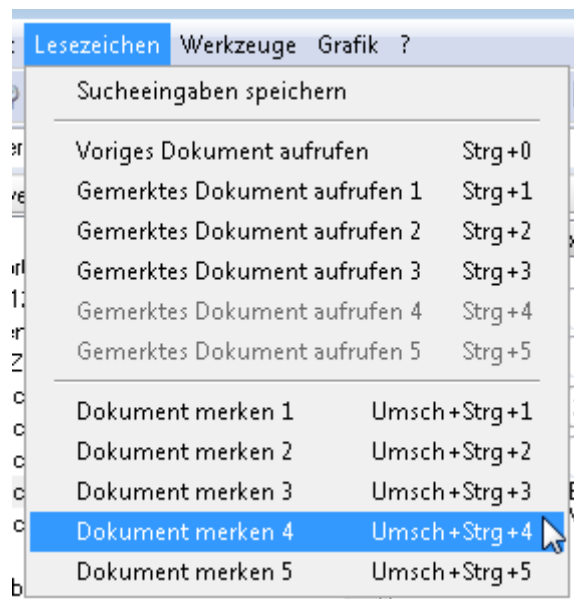 Lesezeichen Werkzeuge Grafik ?
Sucheeingaben speichern
Voriges Dokument aufrufen Strg+0
Gemerktes Dokument aufrufen 1 Strg+1
Gemerktes Dokument aufrufen 2 Strg+2
Gemerktes Dokument aufrufen 3 Strg+3
Gemerktes Dokument aufrufen 4 Strg+4
Gemerktes Dokument aufrufen 5 Strg+5
Dokument merken 1 Umsch+Strg+1
Dokument merken 2 Umsch+Strg+2
Dokument merken 3 Umsch+Strg+3
Dokument merken 4 Umsch+Strg+4
Dokument merken 5 Umsch+Strg+5